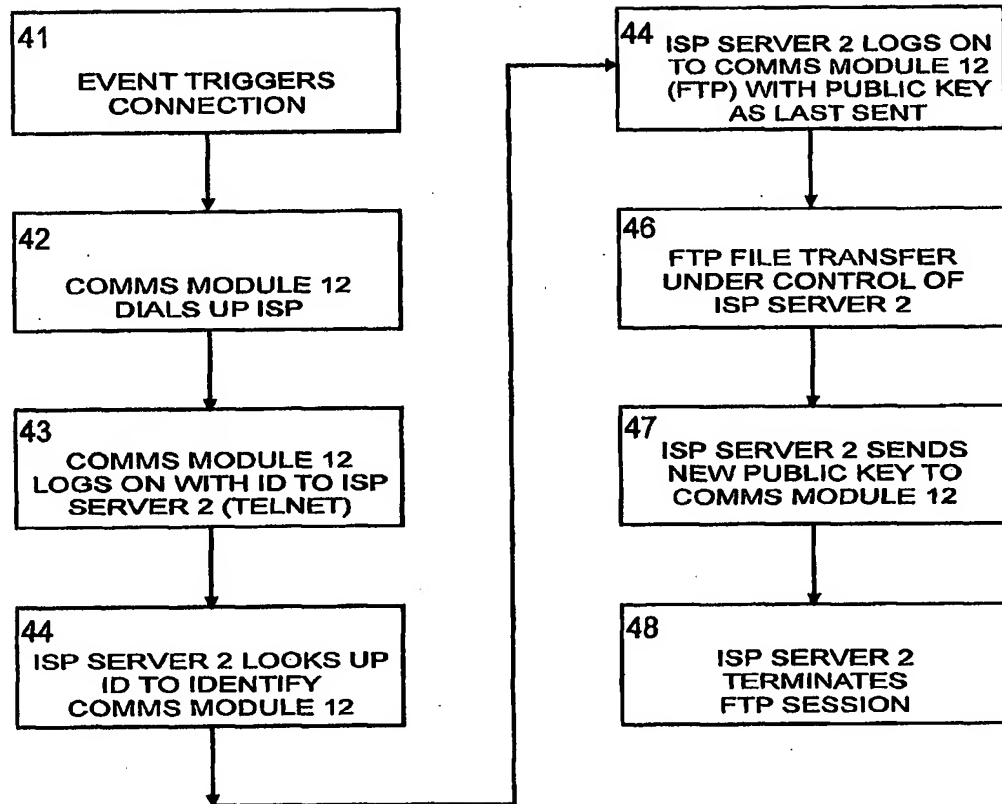 41
EVENT TRIGGERS
CONNECTION
42
COMMS MODULE 12
DIALS UP ISP
43
COMMS MODULE 12
LOGS ON WITH ID TO ISP
SERVER 2 (TELNET)
44
ISP SERVER 2 LOOKS UP
ID TO IDENTIFY
COMMS MODULE 12
44 ISP SERVER 2 LOGS ON
TO COMMS MODULE 12
(FTP) WITH PUBLIC KEY
AS LAST SENT
46
FTP FILE TRANSFER
UNDER CONTROL OF
ISP SERVER 2
47
ISP SERVER 2 SENDS
NEW PUBLIC KEY TO
COMMS MODULE 12
48
ISP SERVER 2
TERMINATES
FTP SESSION